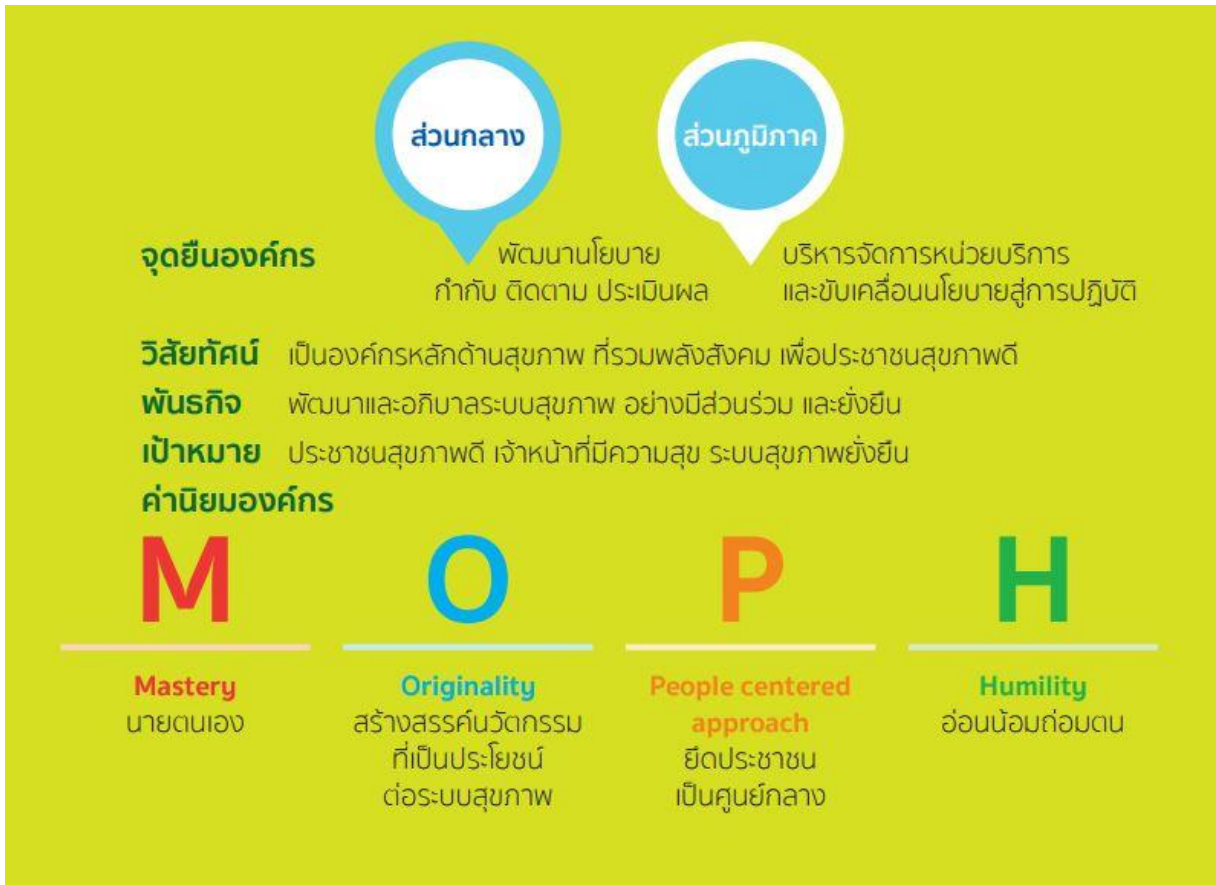 ส่วนกลาง
ส่วนภูมิภาค
จุดยืนองค์กร
พัฒนานโยบาย
กำกับ ติดตาม ประเมินผล
บริหารจัดการหน่วยบริการ
และขับเคลื่อนนโยบายสู่การปฏิบัติ
วิสัยทัศน์ เป็นองค์กรหลักด้านสุขภาพ ที่รวมพลังสังคม เพื่อประชาชนสุขภาพดี
พันธกิจ พัฒนาและอภิบาลระบบสุขภาพ อย่างมีส่วนร่วม และยั่งยืน
เป้าหมาย ประชาชนสุขภาพดี เจ้าหน้าที่มีความสุข ระบบสุขภาพยั่งยืน
ค่านิยมองค์กร
M O P H
Mastery
นายตนเอง
Originality
สร้างสรรค์นวัตกรรม
ที่เป็นประโยชน์
ต่อระบบสุขภาพ
People centered
approach
ยึดประชาชน
เป็นศูนย์กลาง
Humility
อ่อนน้อมถ่อมตน